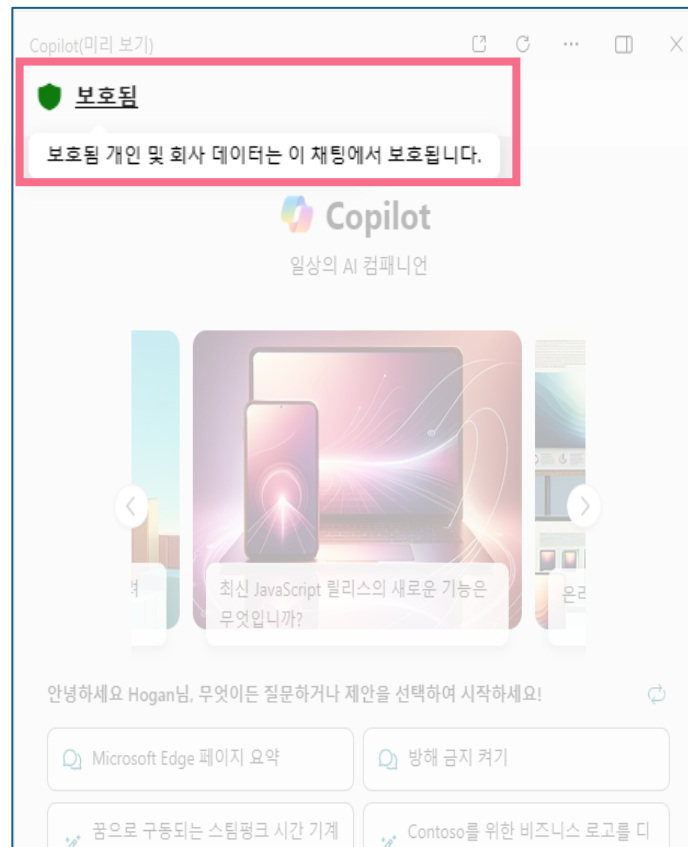 Copilot(미리 보기)
보호됨
보호됨 개인 및 회사 데이터는 이 채팅에서 보호됩니다.
Copilot
일상의 AI 컴패니언
최신 JavaScript 릴리스의 새로운 기능은
무엇입니까?
안녕하세요 Hogan님, 무엇이든 질문하거나 제안을 선택하여 시작하세요!
Microsoft Edge 페이지 요약
방해 금지 켜기
꿈으로 구동되는 스팀펑크 시간 기계
Contoso를 위한 비즈니스 로고를 디